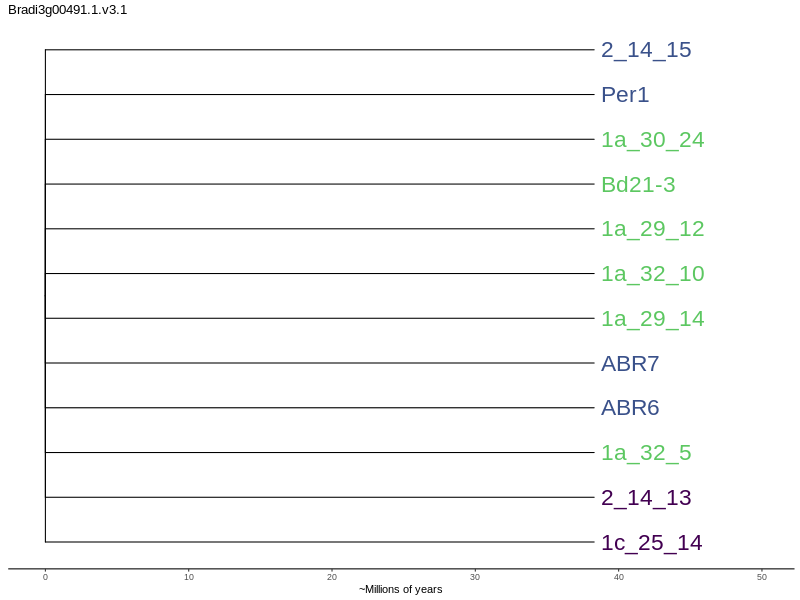 Bradi3g00491.1.v3.1
2_14_15
Per1
1a_30_24
Bd21-3
1a_29_12
1a_32_10
1a_29_14
ABR7
ABR6
1a_32_5
2_14_13
1c_25_14
0 10 20 30 40 50
~Millions of years